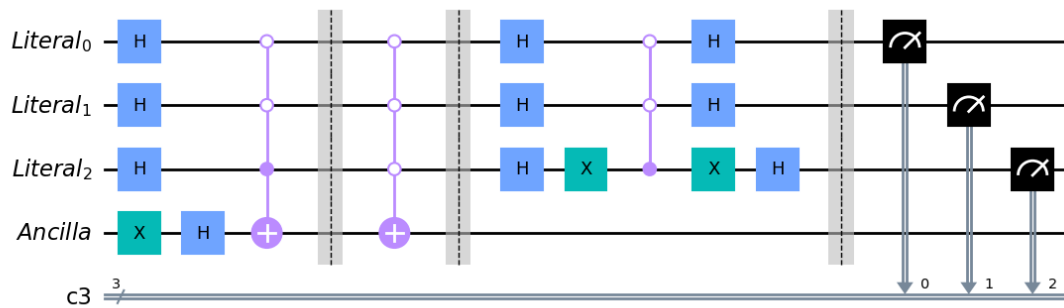 Literal0 H H H
Literal1 H H H
Literal2 H H X X H
Ancilla X H
c3 3 0 1 2